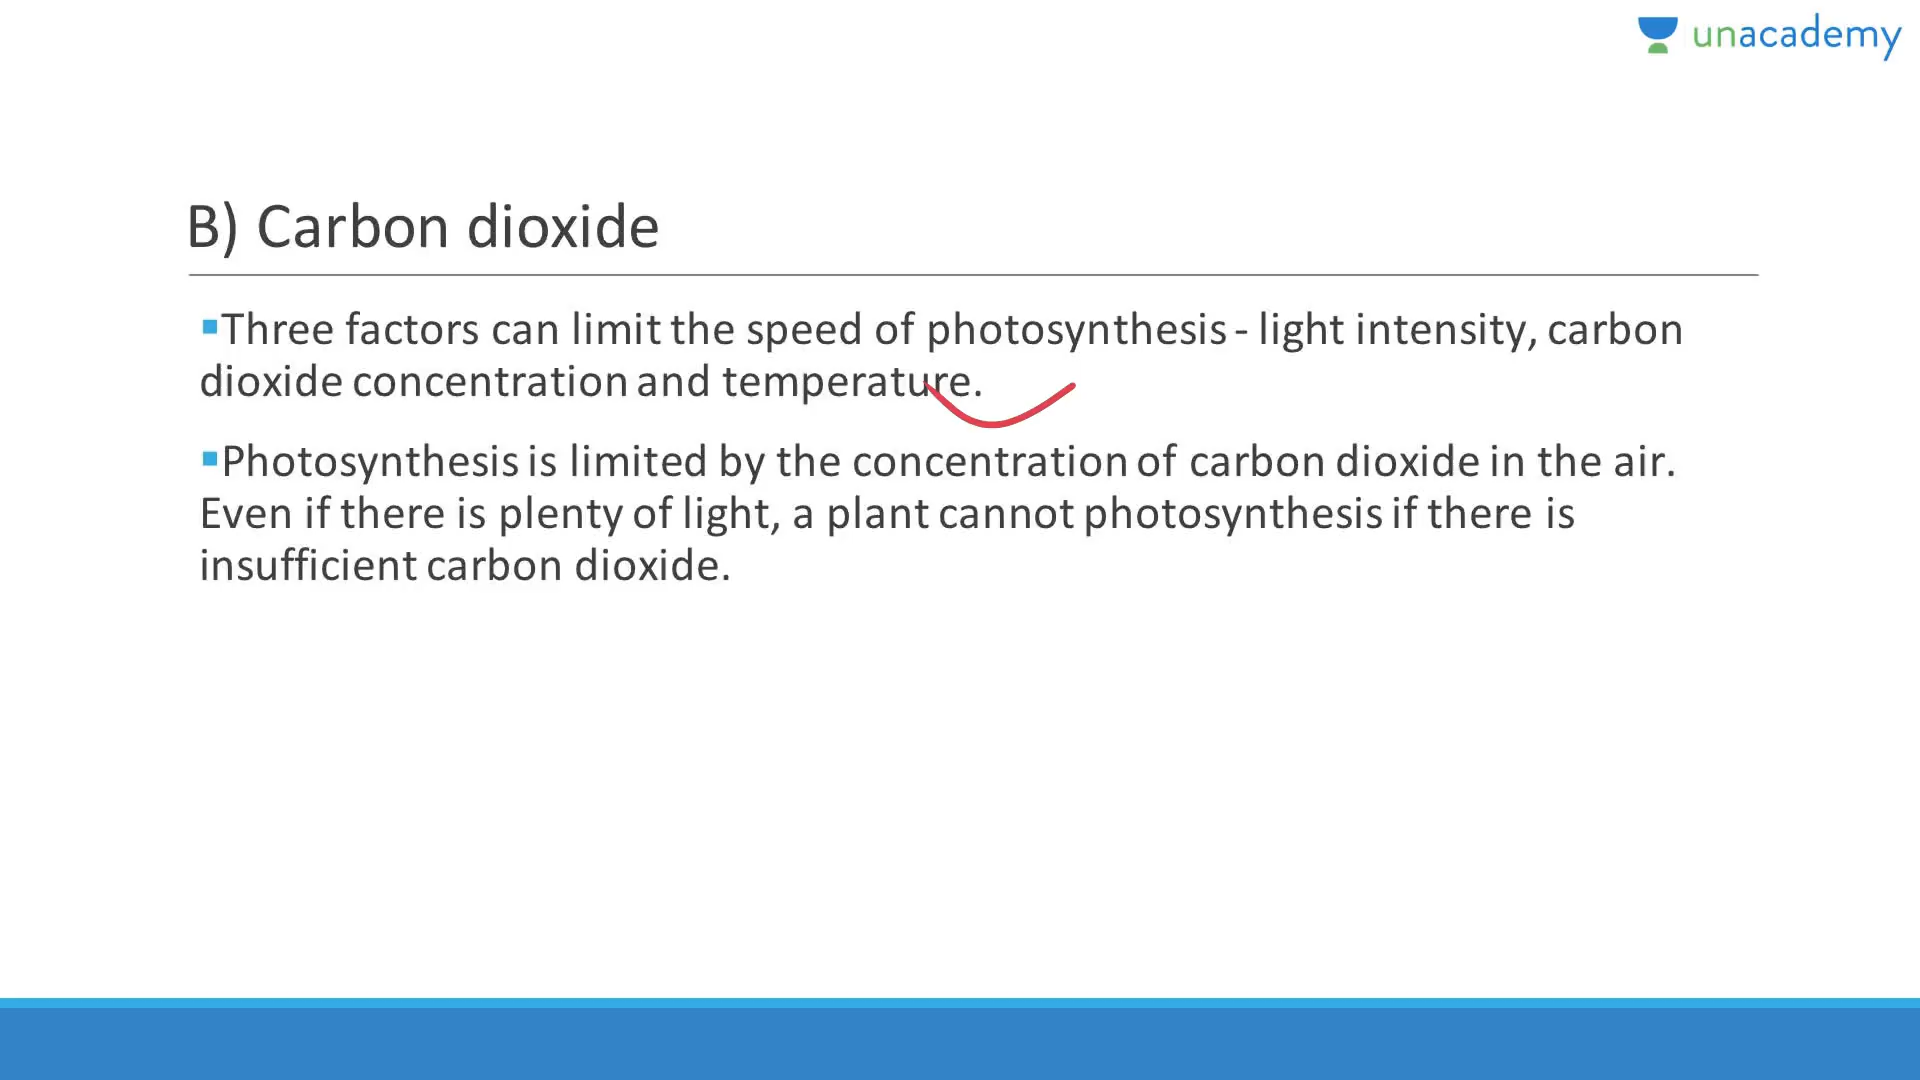 unacademy
B) Carbon dioxide
▪Three factors can limit the speed of photosynthesis - light intensity, carbon
dioxide concentration and temperature.
▪Photosynthesis is limited by the concentration of carbon dioxide in the air.
Even if there is plenty of light, a plant cannot photosynthesis if there is
insufficient carbon dioxide.